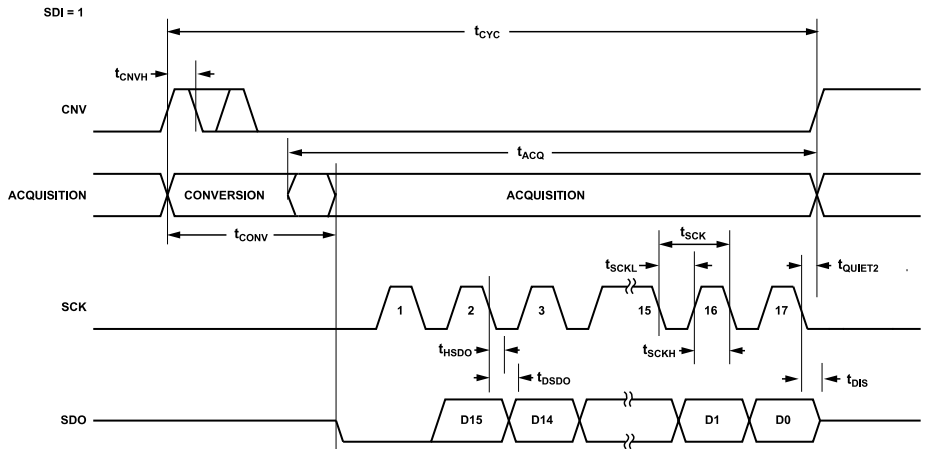 SDI = 1
tCYC
tCNVH
CNV
tACQ
ACQUISITION
CONVERSION
ACQUISITION
tCONV
tSCK
tSCKL
tQUIET2
SCK
1
2
3
15
16
17
tHSDO
tSCKH
tDSDO
tDIS
SDO
D15
D14
D1
D0